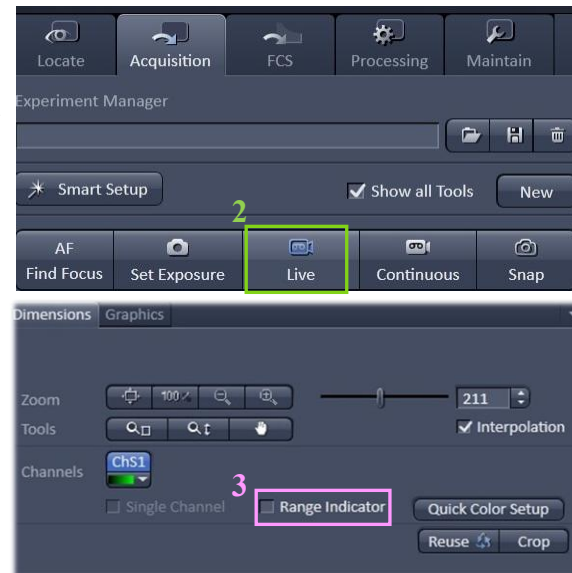 Locate Acquisition FCS Processing Maintain
Experiment Manager
Smart Setup Show all Tools New
2
AF
Find Focus Set Exposure Live Continuous Snap
Dimensions Graphics
Zoom 100% 211
Tools Interpolation
Channels ChS1
3
Single Channel Range Indicator Quick Color Setup
Reuse Crop